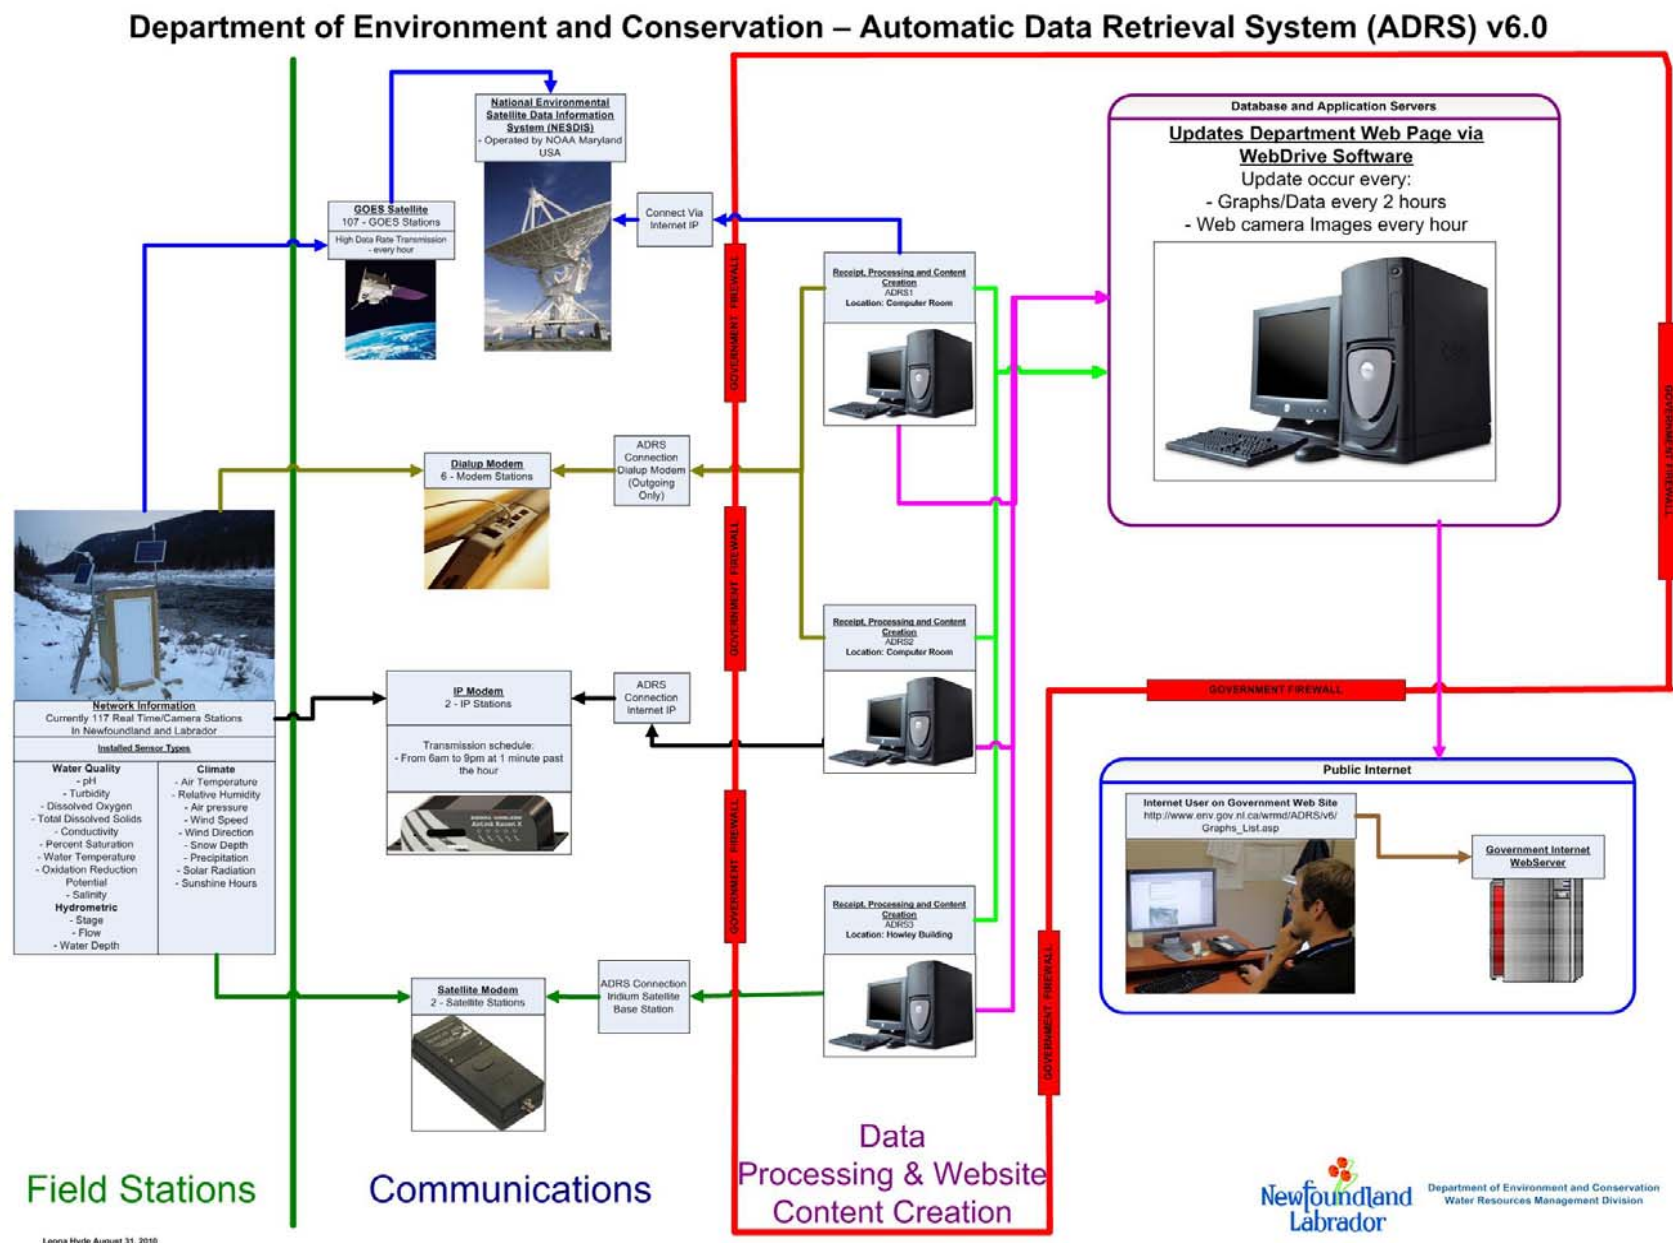 Department of Environment and Conservation – Automatic Data Retrieval System (ADRS) v6.0
National Environmental
Satellite Data Information
System (NESDIS)
- Operated by NOAA Maryland
USA
GOES Satellite
107 - GOES Stations
High Data Rate Transmission
- every hour
Connect Via
Internet IP
Dialup Modem
6 - Modem Stations
ADRS
Connection
Dialup Modem
(Outgoing
Only)
IP Modem
2 - IP Stations
Transmission schedule:
- From 6am to 9pm at 1 minute past
the hour
ADRS
Connection
Internet IP
Satellite Modem
2 - Satellite Stations
ADRS Connection
Iridium Satellite
Base Station
Network Information
Currently 117 Real Time/Camera Stations
In Newfoundland and Labrador
Installed Sensor Types
Water Quality
- pH
- Turbidity
- Dissolved Oxygen
- Total Dissolved Solids
- Conductivity
- Percent Saturation
- Water Temperature
- Oxidation Reduction
Potential
- Salinity
Hydrometric
- Stage
- Flow
- Water Depth
Climate
- Air Temperature
- Relative Humidity
- Air pressure
- Wind Speed
- Wind Direction
- Snow Depth
- Precipitation
- Solar Radiation
- Sunshine Hours
GOVERNMENT FIREWALL
GOVERNMENT FIREWALL
GOVERNMENT FIREWALL
Receipt, Processing and Content
Creation
ADRS1
Location: Computer Room
Receipt, Processing and Content
Creation
ADRS2
Location: Computer Room
Receipt, Processing and Content
Creation
ADRS3
Location: Howley Building
Database and Application Servers
Updates Department Web Page via
WebDrive Software
Update occur every:
- Graphs/Data every 2 hours
- Web camera Images every hour
GOVERNMENT FIREWALL
GOVERNMENT FIREWALL
GOVERNMENT FIREWALL
Public Internet
Internet User on Government Web Site
http://www.env.gov.nl.ca/wrmd/ADRS/v6/
Graphs_List.asp
Government Internet
WebServer
Field Stations
Communications
Data
Processing & Website
Content Creation
Newfoundland
Labrador
Department of Environment and Conservation
Water Resources Management Division
Leona Hyde August 31, 2010